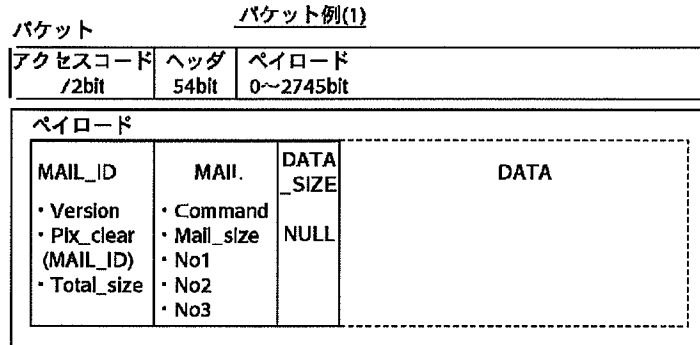 パケット例(1)
パケット
アクセスコード ヘッダ ペイロード
72bit 54bit 0～2745bit
ペイロード
MAIL_ID MAIL DATA_SIZE DATA
・Version ・Command NULL
・Pix_clear ・Mail_size
(MAIL_ID) ・No1
・Total_size ・No2
・No3